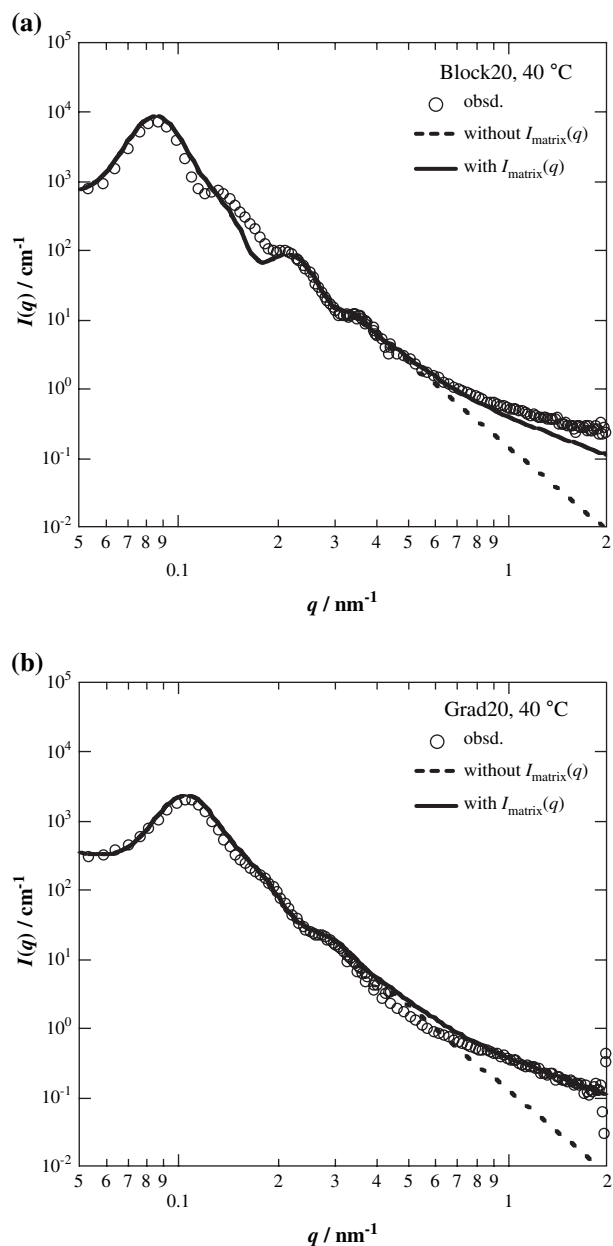 (a)
10^5
10^4
10^3
10^2
10^1
10^0
10^-1
10^-2
I(q) / cm^-1
Block20, 40 °C
obsd.
without I_matrix(q)
with I_matrix(q)
5 6 7 8 9 2 3 4 5 6 7 8 9 2
0.1 1
q / nm^-1
(b)
10^5
10^4
10^3
10^2
10^1
10^0
10^-1
10^-2
I(q) / cm^-1
Grad20, 40 °C
obsd.
without I_matrix(q)
with I_matrix(q)
5 6 7 8 9 2 3 4 5 6 7 8 9 2
0.1 1
q / nm^-1